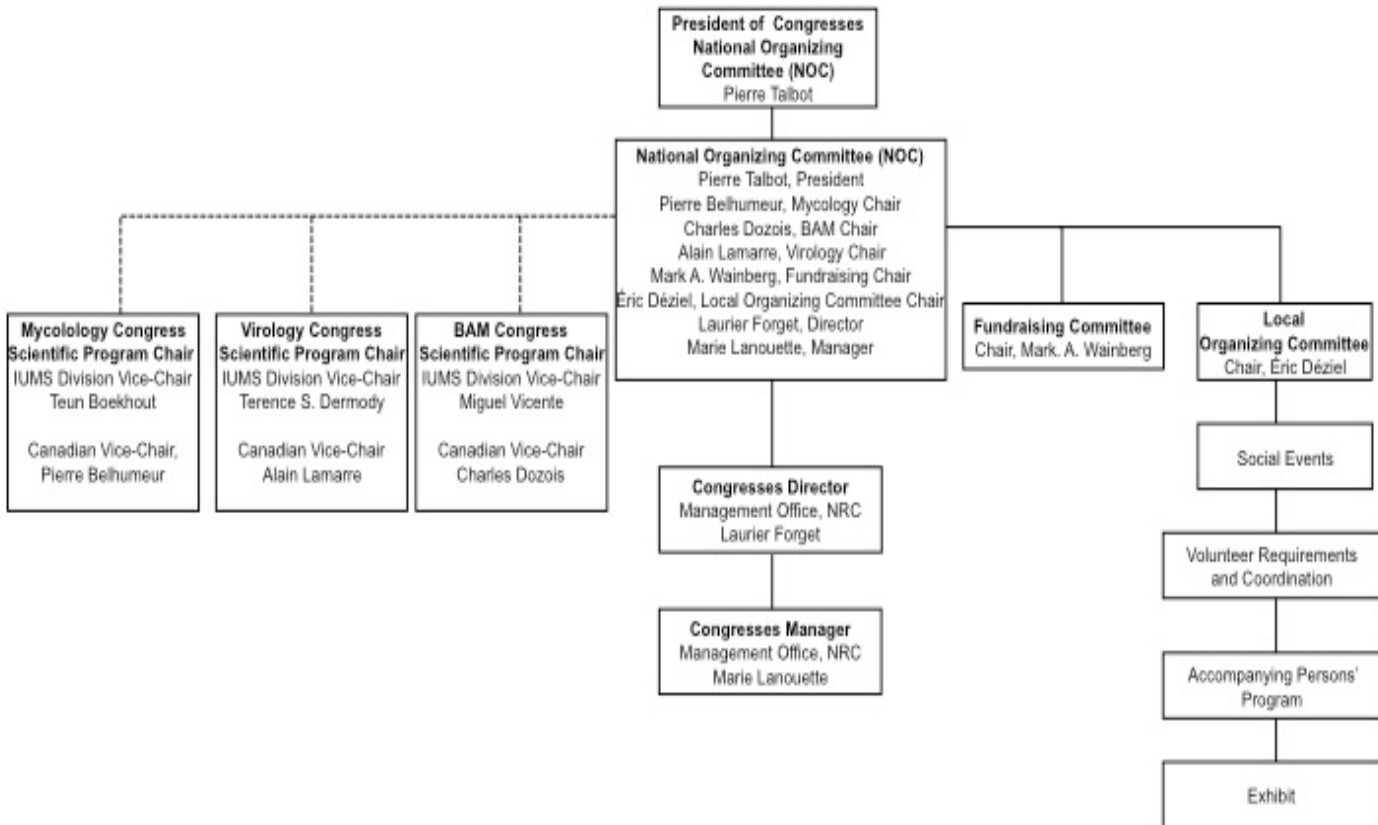 President of Congresses
National Organizing
Committee (NOC)
Pierre Talbot
National Organizing Committee (NOC)
Pierre Talbot, President
Pierre Belhumeur, Mycology Chair
Charles Dozois, BAM Chair
Alain Lamarre, Virology Chair
Mark A. Wainberg, Fundraising Chair
Éric Déziel, Local Organizing Committee Chair
Laurier Forget, Director
Marie Lanouette, Manager
Mycolology Congress
Scientific Program Chair
IUMS Division Vice-Chair
Teun Boekhout
Canadian Vice-Chair,
Pierre Belhumeur
Virology Congress
Scientific Program Chair
IUMS Division Vice-Chair
Terence S. Dermody
Canadian Vice-Chair
Alain Lamarre
BAM Congress
Scientific Program Chair
IUMS Division Vice-Chair
Miguel Vicente
Canadian Vice-Chair
Charles Dozois
Fundraising Committee
Chair, Mark. A. Wainberg
Local
Organizing Committee
Chair, Éric Déziel
Congresses Director
Management Office, NRC
Laurier Forget
Congresses Manager
Management Office, NRC
Marie Lanouette
Social Events
Volunteer Requirements
and Coordination
Accompanying Persons'
Program
Exhibit